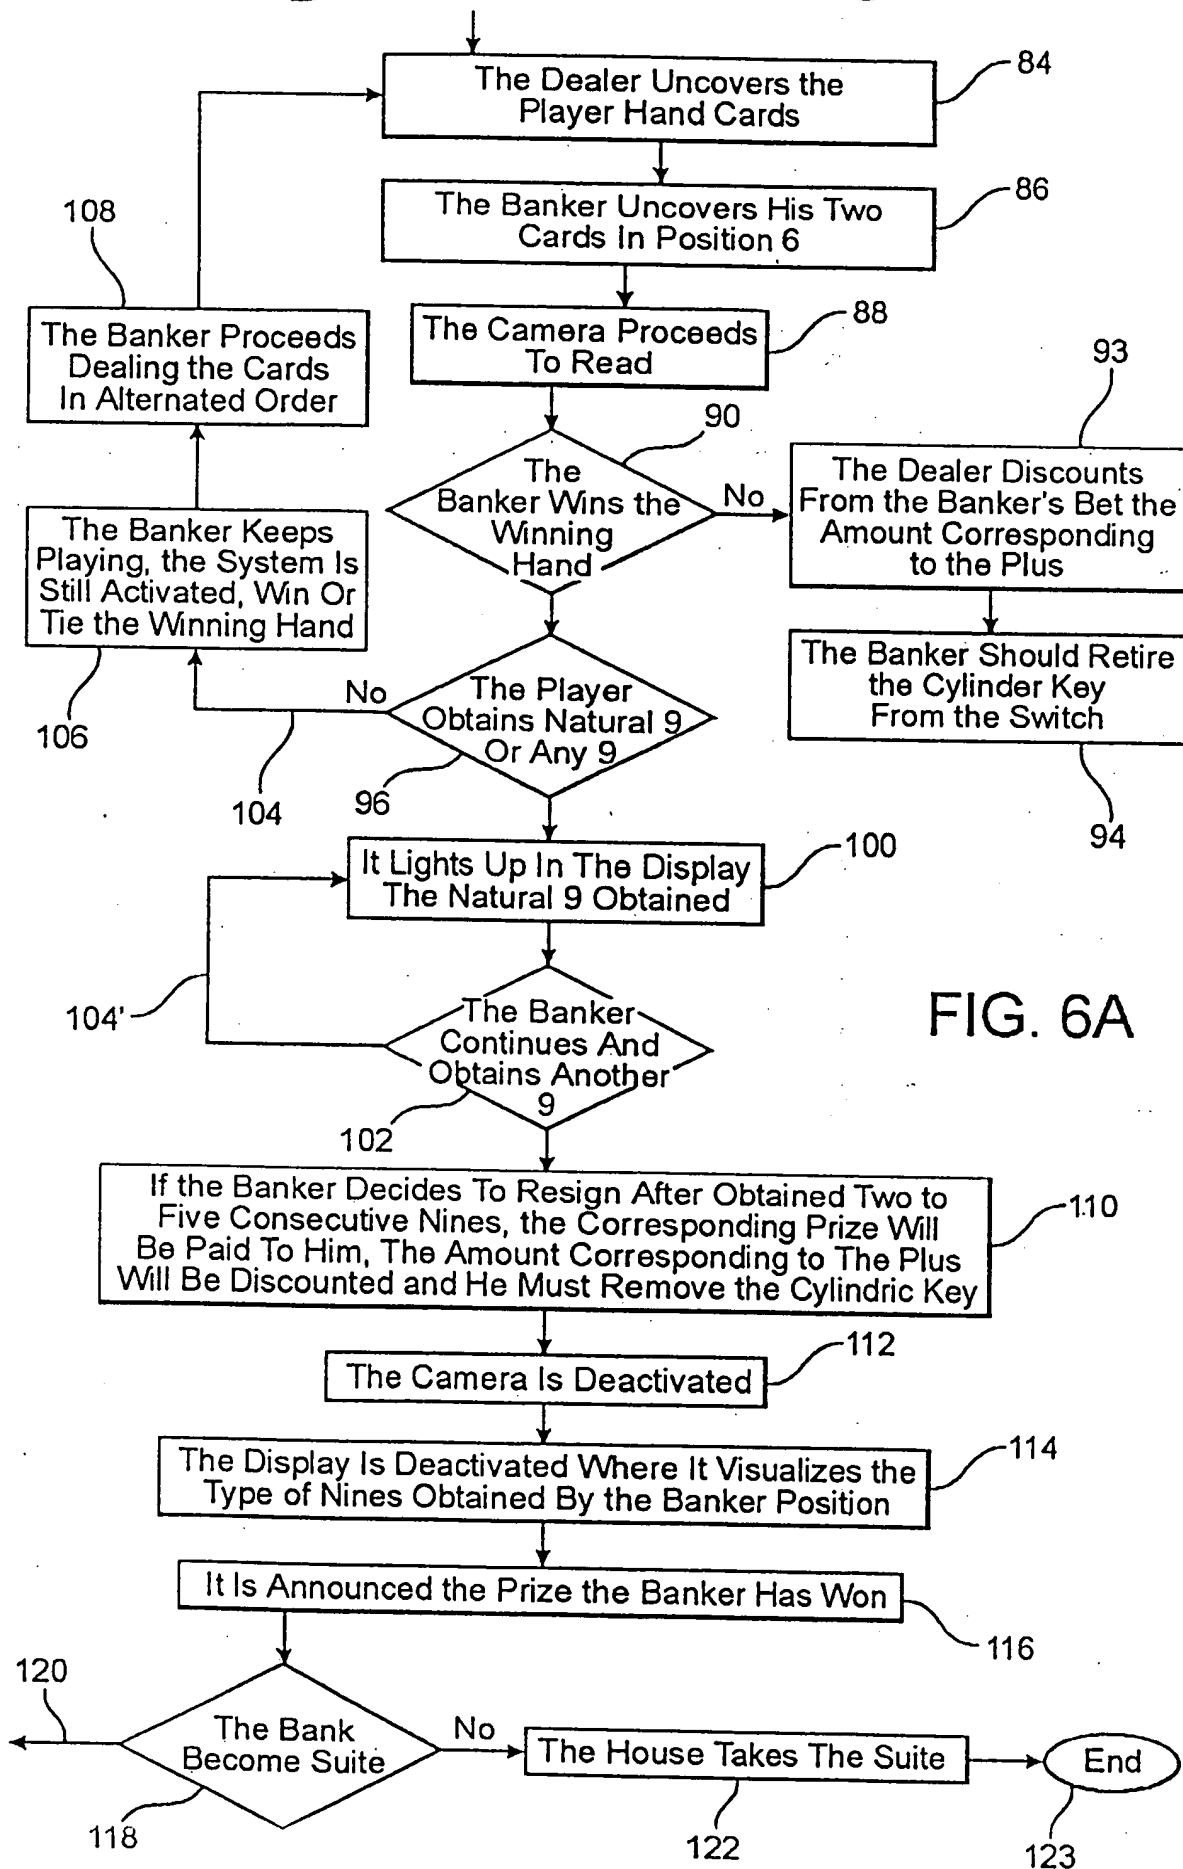 The Dealer Uncovers the
Player Hand Cards
84
The Banker Uncovers His Two
Cards In Position 6
86
108
The Camera Proceeds
To Read
88
The Banker Proceeds
Dealing the Cards
In Alternated Order
93
90
The
Banker Wins the
Winning
Hand
No
The Dealer Discounts
From the Banker's Bet the
Amount Corresponding
to the Plus
The Banker Keeps
Playing, the System Is
Still Activated, Win Or
Tie the Winning Hand
106
No
104
The Player
Obtains Natural 9
Or Any 9
96
The Banker Should Retire
the Cylinder Key
From the Switch
94
It Lights Up In The Display
The Natural 9 Obtained
100
104'
The Banker
Continues And
Obtains Another
9
102
FIG. 6A
If the Banker Decides To Resign After Obtained Two to
Five Consecutive Nines, the Corresponding Prize Will
Be Paid To Him, The Amount Corresponding to The Plus
Will Be Discounted and He Must Remove the Cylindric Key
110
The Camera Is Deactivated
112
The Display Is Deactivated Where It Visualizes the
Type of Nines Obtained By the Banker Position
114
It Is Announced the Prize the Banker Has Won
116
120
The Bank
Become Suite
118
No
The House Takes The Suite
122
End
123